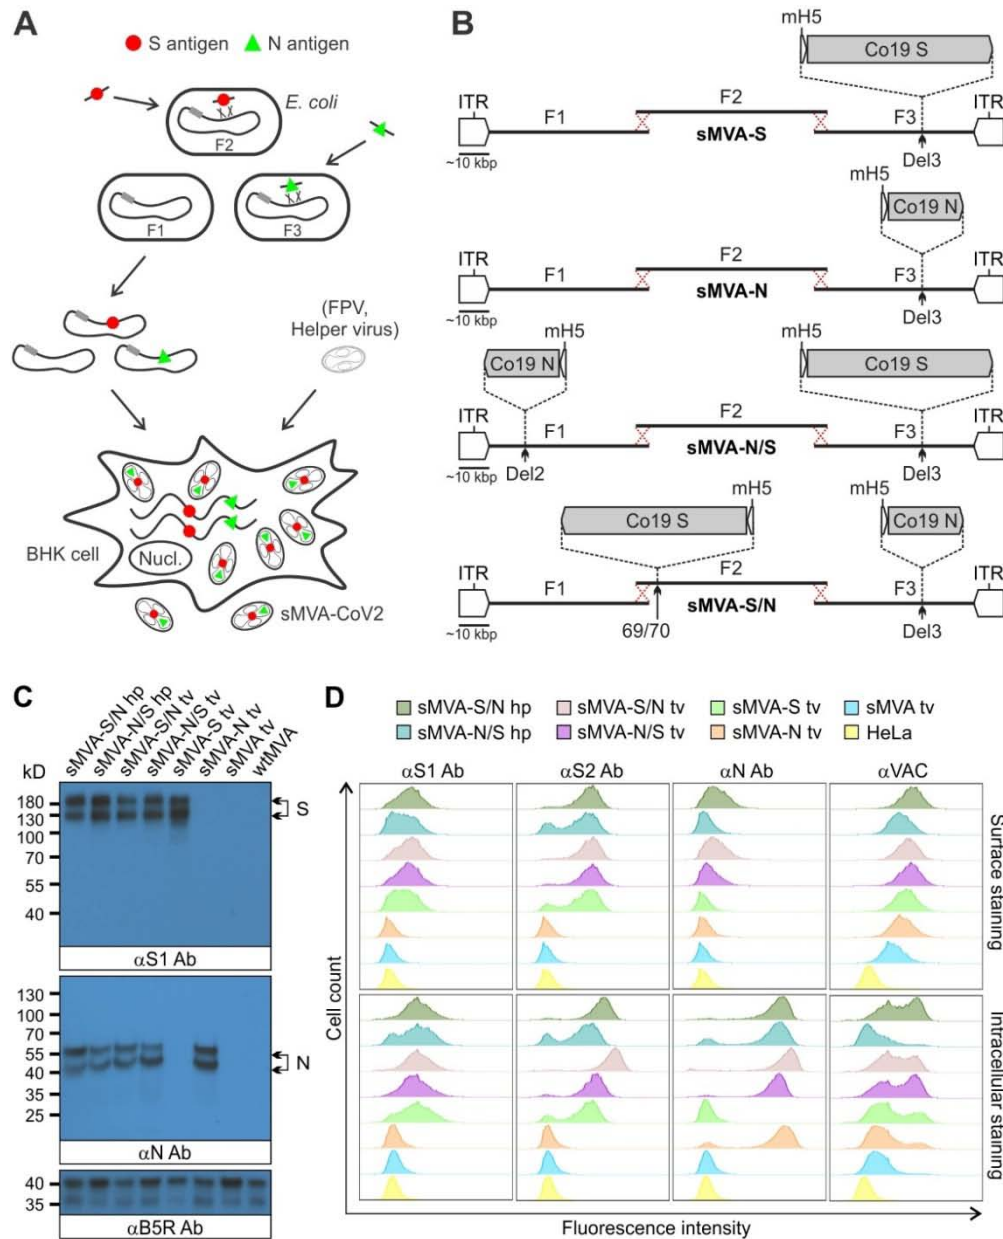 A
S antigen N antigen
E. coli
F2
F1
F3
(FPV,
Helper virus)
BHK cell
Nucl.
sMVA-CoV2
B
mH5
Co19 S
ITR F1 F2 F3 ITR
sMVA-S
~10 kbp
Del3
mH5
Co19 N
ITR F1 F2 F3 ITR
sMVA-N
~10 kbp
Del3
mH5 mH5
Co19 N Co19 S
ITR F1 F2 F3 ITR
sMVA-N/S
~10 kbp
Del2 Del3
mH5 mH5
Co19 S Co19 N
ITR F1 F2 F3 ITR
sMVA-S/N
~10 kbp
69/70 Del3
C
sMVA-S/N hp
sMVA-N/S hp
sMVA-S/N tv
sMVA-N/S tv
sMVA-S tv
sMVA-N tv
sMVA tv
wtMVA
kD
180
130
100
70
55
40
S
αS1 Ab
130
100
70
55
40
35
25
N
αN Ab
40
35
αB5R Ab
D
sMVA-S/N hp sMVA-S/N tv sMVA-S tv sMVA tv
sMVA-N/S hp sMVA-N/S tv sMVA-N tv HeLa
αS1 Ab αS2 Ab αN Ab αVAC
Cell count
Surface staining
Intracellular staining
Fluorescence intensity